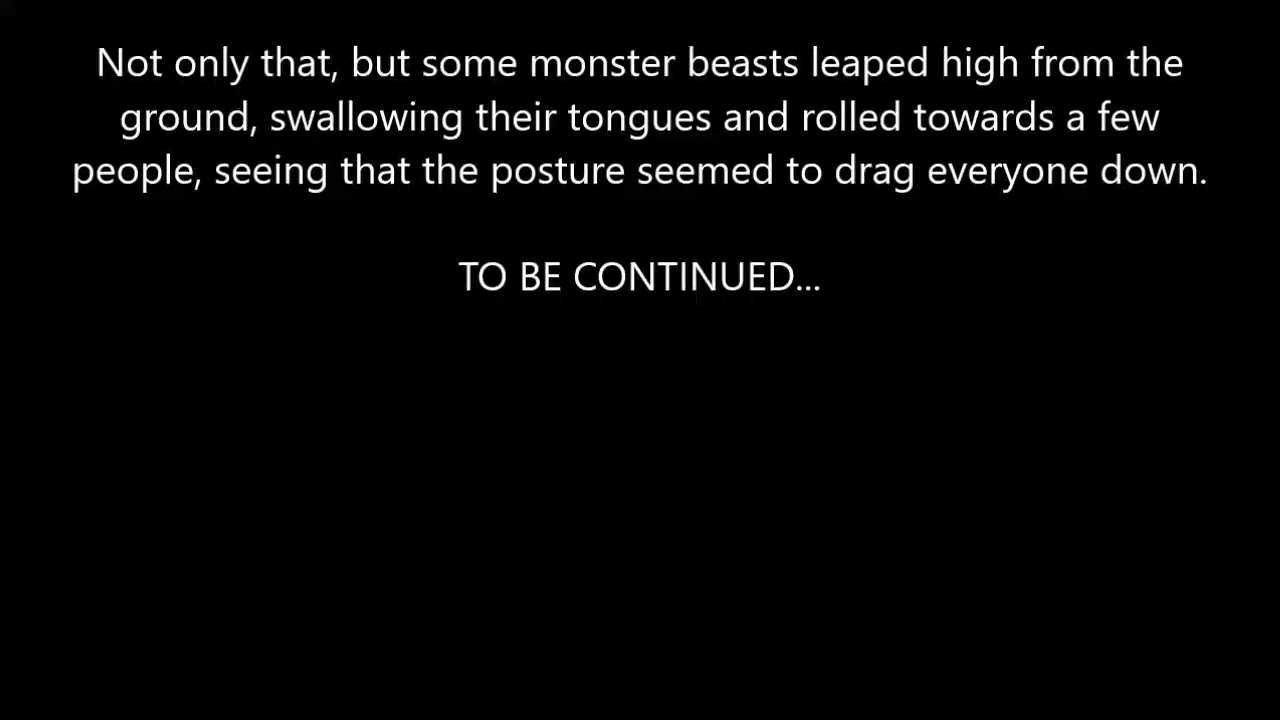 Not only that, but some monster beasts leaped high from the
ground, swallowing their tongues and rolled towards a few
people, seeing that the posture seemed to drag everyone down.
TO BE CONTINUED...